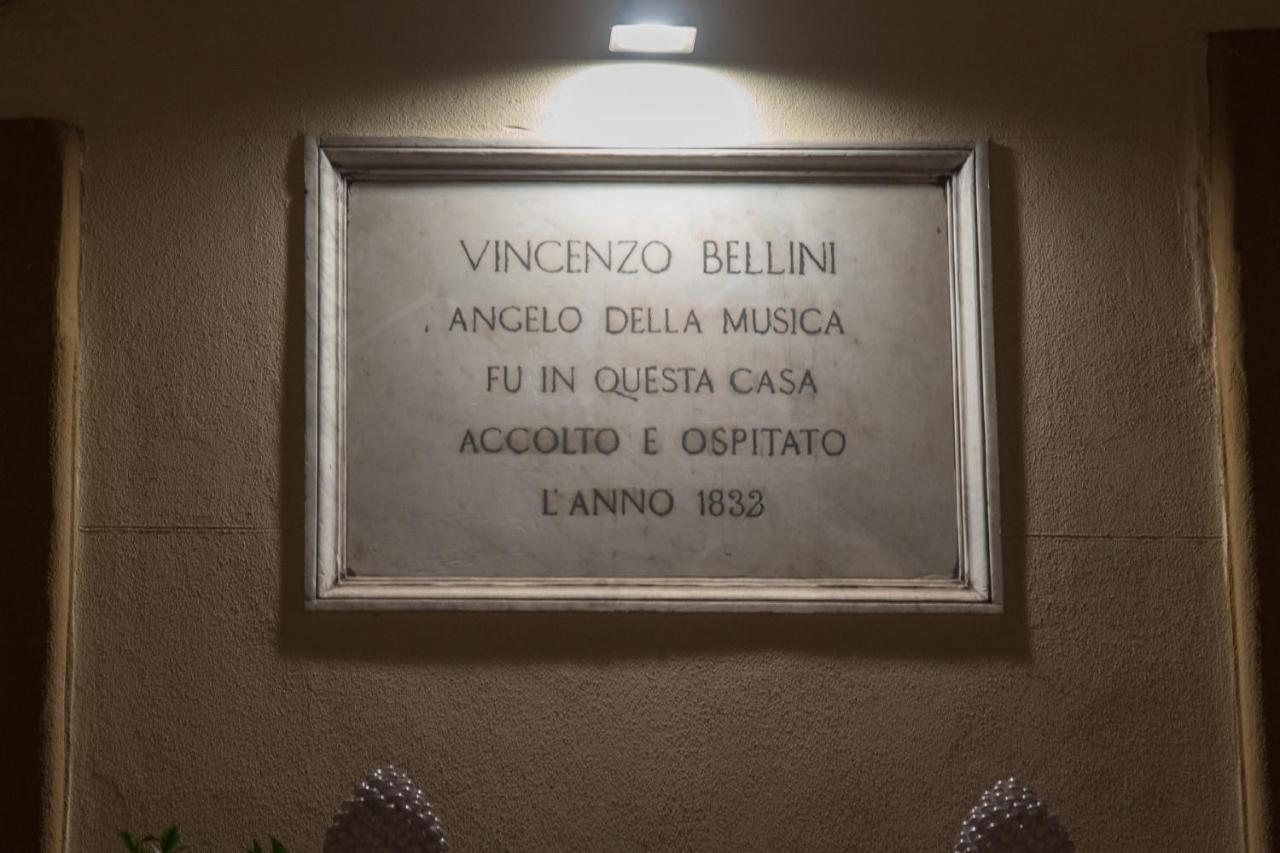 VINCENZO BELLINI
ANGELO DELLA MUSICA
FU IN QUESTA CASA
ACCOLTO E OSPITATO
L'ANNO 1832